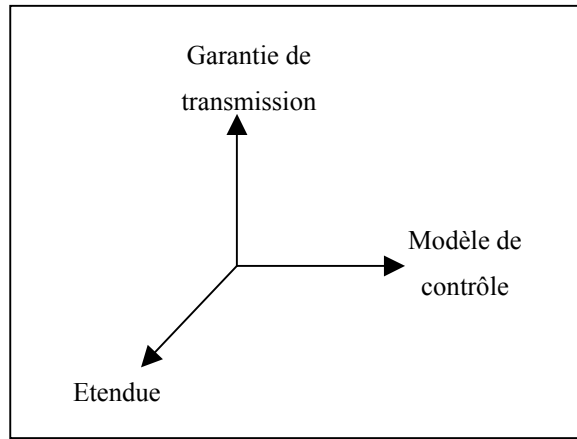 Garantie de
transmission
Modèle de
contrôle
Etendue